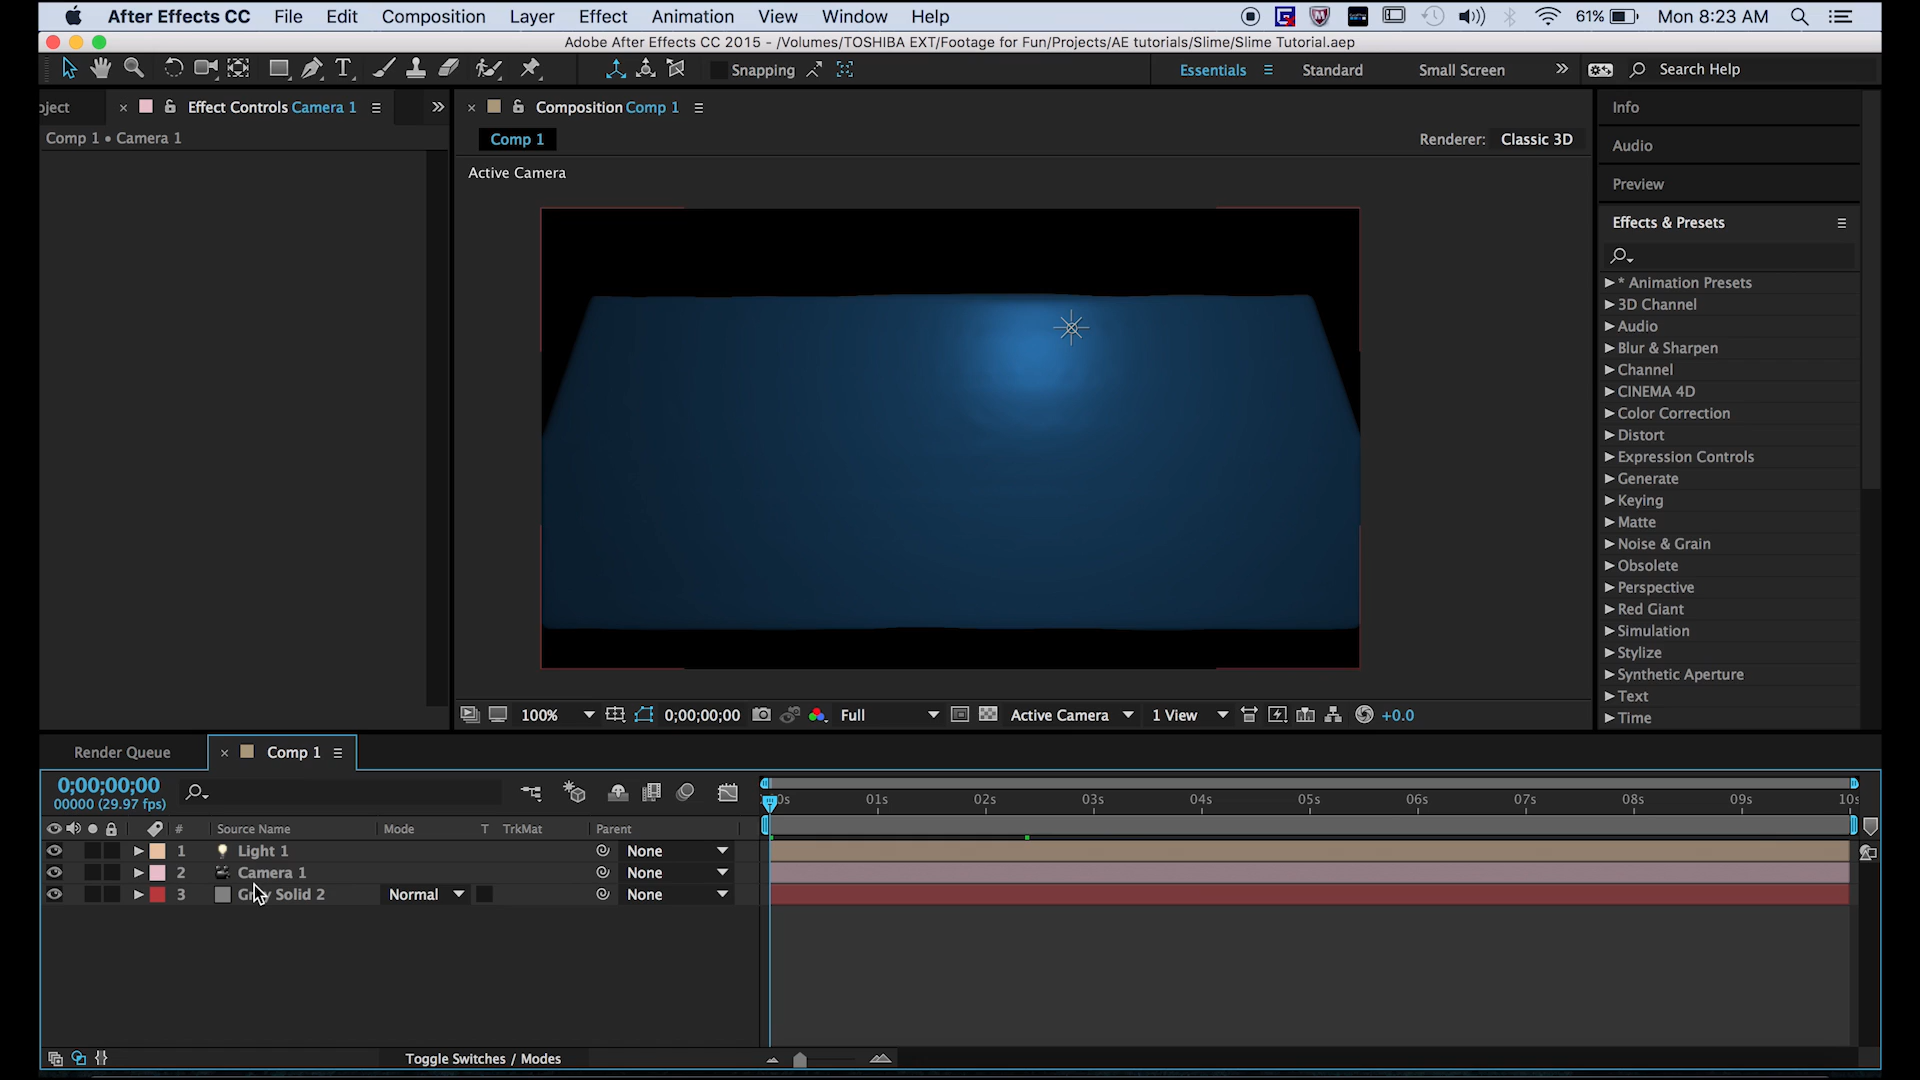 After Effects CC File Edit Composition Layer Effect Animation View Window Help 61% Mon 8:23 AM
Adobe After Effects CC 2015 - /Volumes/TOSHIBA EXT/Footage for Fun/Projects/AE tutorials/Slime/Slime Tutorial.aep
Snapping Essentials Standard Small Screen Search Help
oject Effect Controls Camera 1
Comp 1 • Camera 1
Composition Comp 1
Comp 1
Renderer: Classic 3D
Active Camera
100% 0;00;00;00 Full Active Camera 1 View +0.0
Info
Audio
Preview
Effects & Presets
* Animation Presets
3D Channel
Audio
Blur & Sharpen
Channel
CINEMA 4D
Color Correction
Distort
Expression Controls
Generate
Keying
Matte
Noise & Grain
Obsolete
Perspective
Red Giant
Simulation
Stylize
Synthetic Aperture
Text
Time
Render Queue Comp 1
0;00;00;00
00000 (29.97 fps)
0s 01s 02s 03s 04s 05s 06s 07s 08s 09s 10s
# Source Name Mode T TrkMat Parent
1 Light 1 None
2 Camera 1 None
3 Gray Solid 2 Normal None
Toggle Switches / Modes